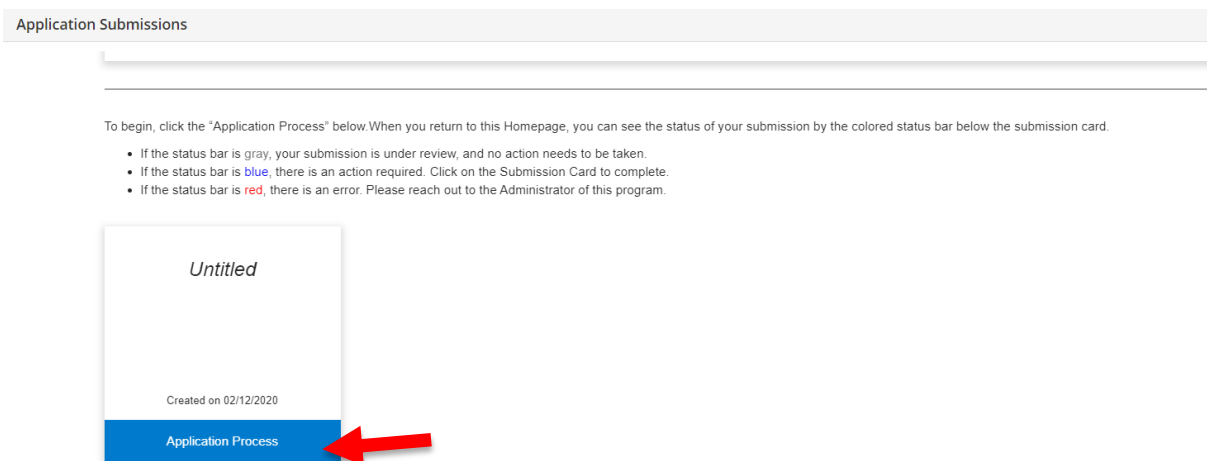 Application Submissions
To begin, click the “Application Process” below.When you return to this Homepage, you can see the status of your submission by the colored status bar below the submission card.
• If the status bar is gray, your submission is under review, and no action needs to be taken.
• If the status bar is blue, there is an action required. Click on the Submission Card to complete.
• If the status bar is red, there is an error. Please reach out to the Administrator of this program.
Untitled
Created on 02/12/2020
Application Process